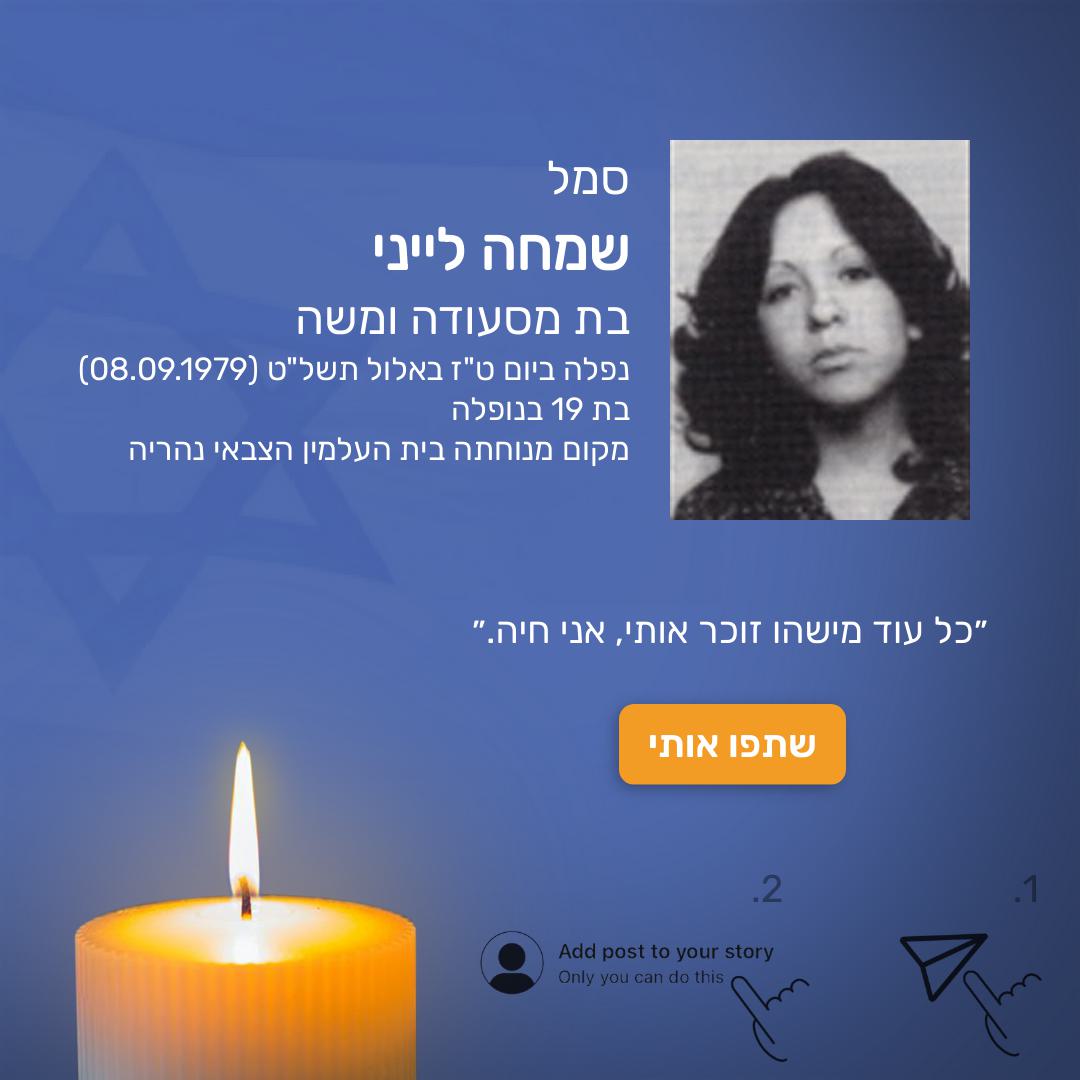 סמל
שמחה לייני
בת מסעודה ומשה
נפלה ביום ט"ז באלול תשל"ט (08.09.1979)
בת 19 בנופלה
מקום מנוחתה בית העלמין הצבאי נהריה
״כל עוד מישהו זוכר אותי, אני חיה.״
שתפו אותי
1.
2.
Add post to your story
Only you can do this